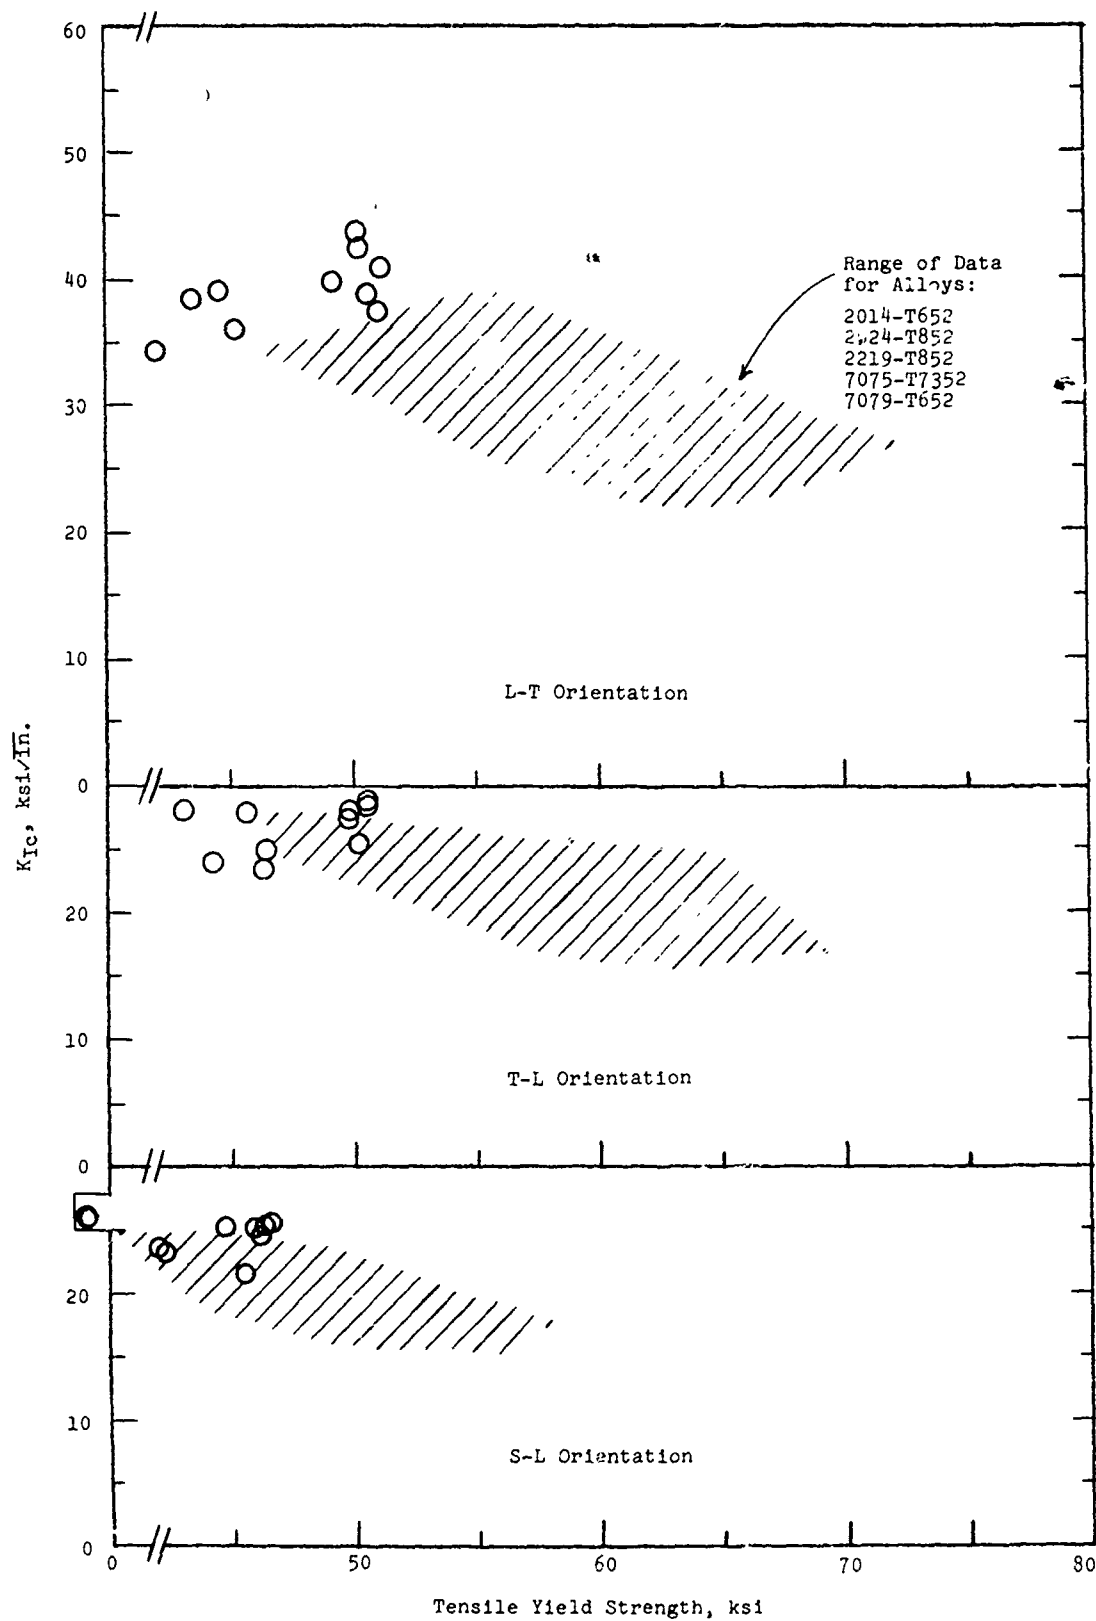 60
50
40
30
20
10
0
20
10
0
20
10
0
K_Ic, ksi√in.
Range of Data
for Alloys:
2014-T652
2219-T852
7075-T7352
7079-T652
L-T Orientation
T-L Orientation
S-L Orientation
0 50 60 70 80
Tensile Yield Strength, ksi